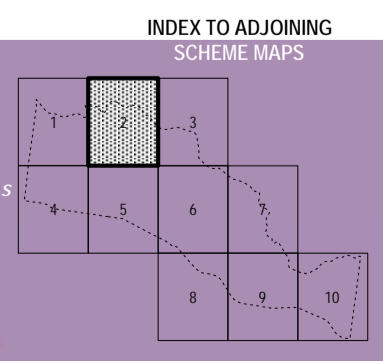 INDEX TO ADJOINING
SCHEME MAPS
1 2 3
S
4 5 6 7
8 9 10